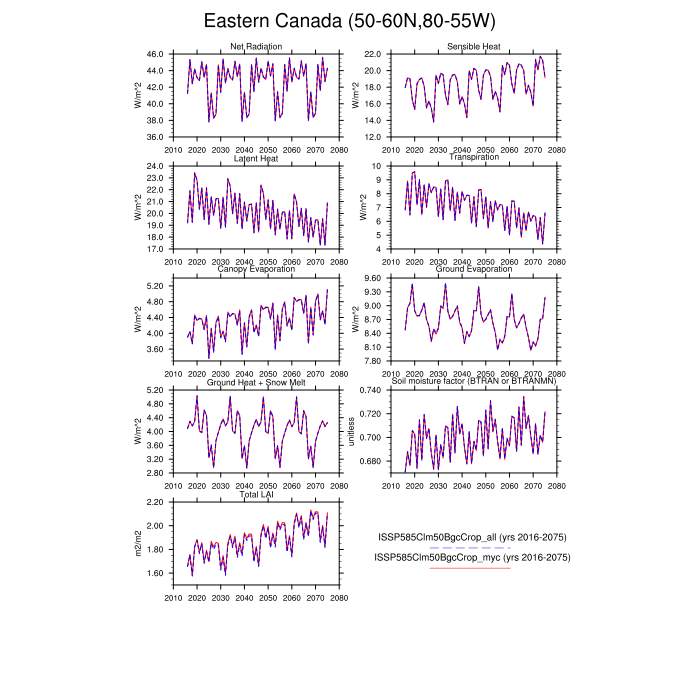 Eastern Canada (50-60N,80-55W)
Net Radiation
Sensible Heat
46.0
44.0
42.0
40.0
38.0
36.0
W/m^2
2010 2020 2030 2040 2050 2060 2070 2080
22.0
20.0
18.0
16.0
14.0
12.0
W/m^2
2010 2020 2030 2040 2050 2060 2070 2080
Latent Heat
Transpiration
24.0
23.0
22.0
21.0
20.0
19.0
18.0
17.0
W/m^2
2010 2020 2030 2040 2050 2060 2070 2080
10
9
8
7
6
5
4
W/m^2
2010 2020 2030 2040 2050 2060 2070 2080
Canopy Evaporation
Ground Evaporation
5.20
4.80
4.40
4.00
3.60
W/m^2
2010 2020 2030 2040 2050 2060 2070 2080
9.60
9.30
9.00
8.70
8.40
8.10
7.80
W/m^2
2010 2020 2030 2040 2050 2060 2070 2080
Ground Heat + Snow Melt
Soil moisture factor (BTRAN or BTRANMN)
5.20
4.80
4.40
4.00
3.60
3.20
2.80
W/m^2
2010 2020 2030 2040 2050 2060 2070 2080
0.740
0.720
0.700
0.680
unitless
2010 2020 2030 2040 2050 2060 2070 2080
Total LAI
2.20
2.00
1.80
1.60
m2/m2
2010 2020 2030 2040 2050 2060 2070 2080
ISSP585Clm50BgcCrop_all (yrs 2016-2075)
ISSP585Clm50BgcCrop_myc (yrs 2016-2075)